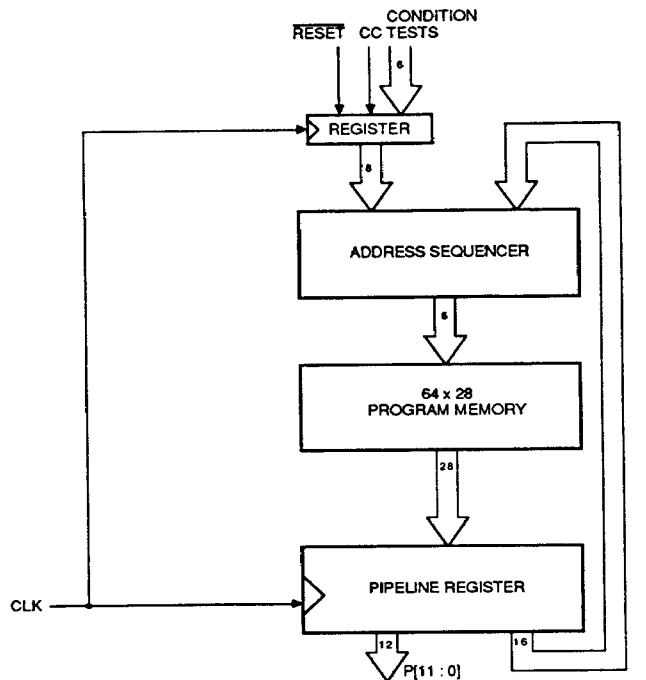 CONDITION
RESET CC TESTS
6
REGISTER
8
ADDRESS SEQUENCER
6
64 x 28
PROGRAM MEMORY
28
PIPELINE REGISTER
CLK
12
16
P[11 : 0]